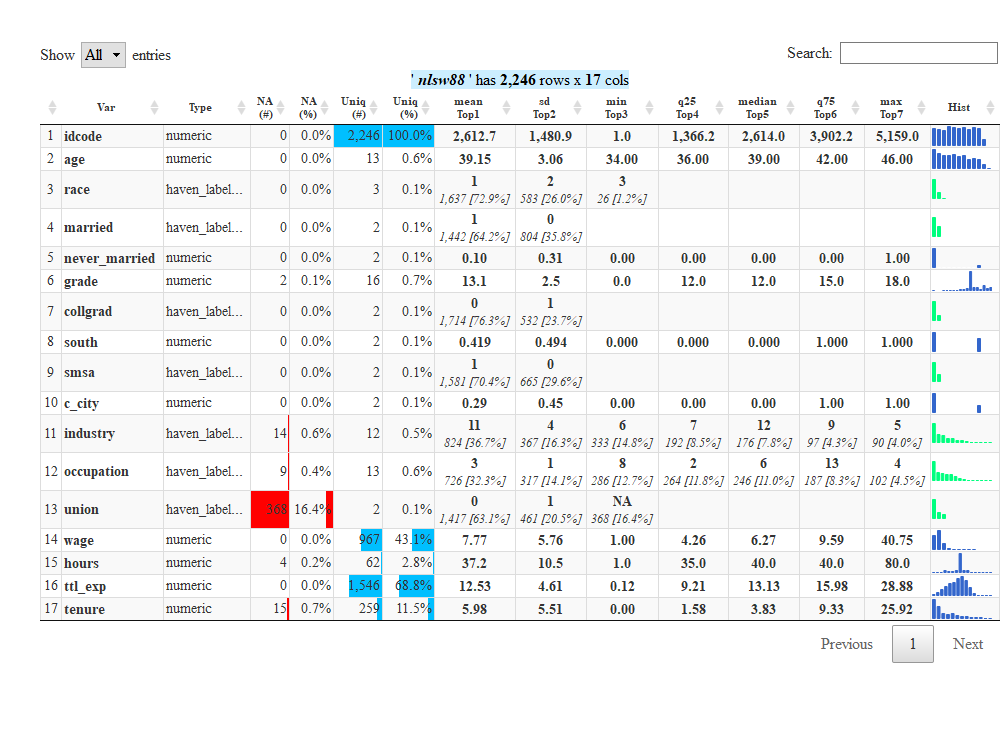 Show All entries
Search:
' nlsw88 ' has 2,246 rows x 17 cols
Var Type NA (#) NA (%) Uniq (#) Uniq (%) mean Top1 sd Top2 min Top3 q25 Top4 median Top5 q75 Top6 max Top7 Hist
1 idcode numeric 0 0.0% 2,246 100.0% 2,612.7 1,480.9 1.0 1,366.2 2,614.0 3,902.2 5,159.0
2 age numeric 0 0.0% 13 0.6% 39.15 3.06 34.00 36.00 39.00 42.00 46.00
3 race haven_label... 0 0.0% 3 0.1% 1 2 3
1,637 [72.9%] 583 [26.0%] 26 [1.2%]
4 married haven_label... 0 0.0% 2 0.1% 1 0
1,442 [64.2%] 804 [35.8%]
5 never_married numeric 0 0.0% 2 0.1% 0.10 0.31 0.00 0.00 0.00 0.00 1.00
6 grade numeric 2 0.1% 16 0.7% 13.1 2.5 0.0 12.0 12.0 15.0 18.0
7 collgrad haven_label... 0 0.0% 2 0.1% 0 1
1,714 [76.3%] 532 [23.7%]
8 south numeric 0 0.0% 2 0.1% 0.419 0.494 0.000 0.000 0.000 1.000 1.000
9 smsa haven_label... 0 0.0% 2 0.1% 1 0
1,581 [70.4%] 665 [29.6%]
10 c_city numeric 0 0.0% 2 0.1% 0.29 0.45 0.00 0.00 0.00 1.00 1.00
11 industry haven_label... 14 0.6% 12 0.5% 11 4 6 7 12 9 5
824 [36.7%] 367 [16.3%] 333 [14.8%] 192 [8.5%] 176 [7.8%] 97 [4.3%] 90 [4.0%]
12 occupation haven_label... 9 0.4% 13 0.6% 3 1 8 2 6 13 4
726 [32.3%] 317 [14.1%] 286 [12.7%] 264 [11.8%] 246 [11.0%] 187 [8.3%] 102 [4.5%]
13 union haven_label... 368 16.4% 2 0.1% 0 1 NA
1,417 [63.1%] 461 [20.5%] 368 [16.4%]
14 wage numeric 0 0.0% 967 43.1% 7.77 5.76 1.00 4.26 6.27 9.59 40.75
15 hours numeric 4 0.2% 62 2.8% 37.2 10.5 1.0 35.0 40.0 40.0 80.0
16 ttl_exp numeric 0 0.0% 1,546 68.8% 12.53 4.61 0.12 9.21 13.13 15.98 28.88
17 tenure numeric 15 0.7% 259 11.5% 5.98 5.51 0.00 1.58 3.83 9.33 25.92
Previous 1 Next